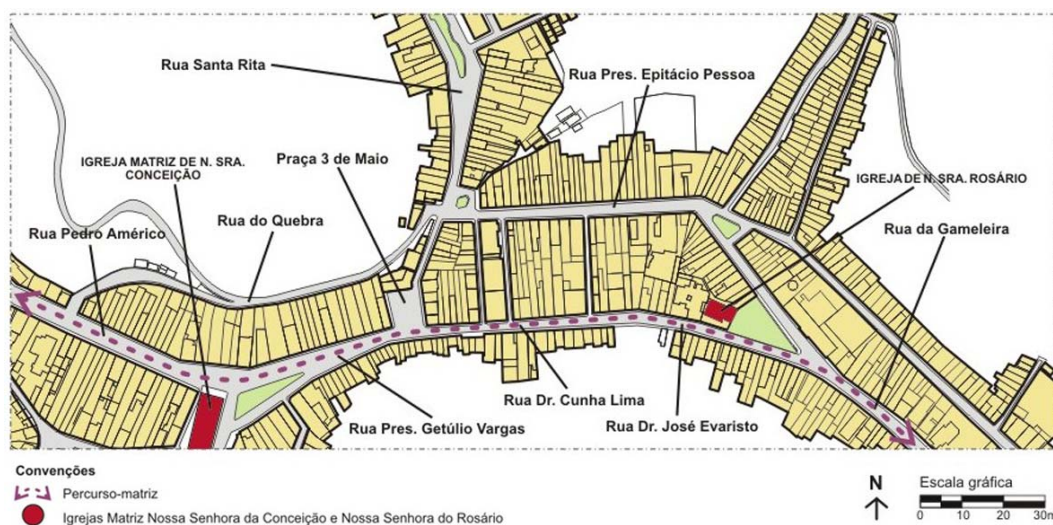 Rua Santa Rita
Rua Pres. Epitácio Pessoa
IGREJA MATRIZ DE N. SRA.
CONCEIÇÃO
Praça 3 de Maio
IGREJA DE N. SRA. ROSÁRIO
Rua do Quebra
Rua Pedro Américo
Rua da Gameleira
Rua Dr. Cunha Lima
Rua Pres. Getúlio Vargas
Rua Dr. José Evaristo
Convenções
Percurso-matriz
Igrejas Matriz Nossa Senhora da Conceição e Nossa Senhora do Rosário
N
Escala gráfica
0 10 20 30m